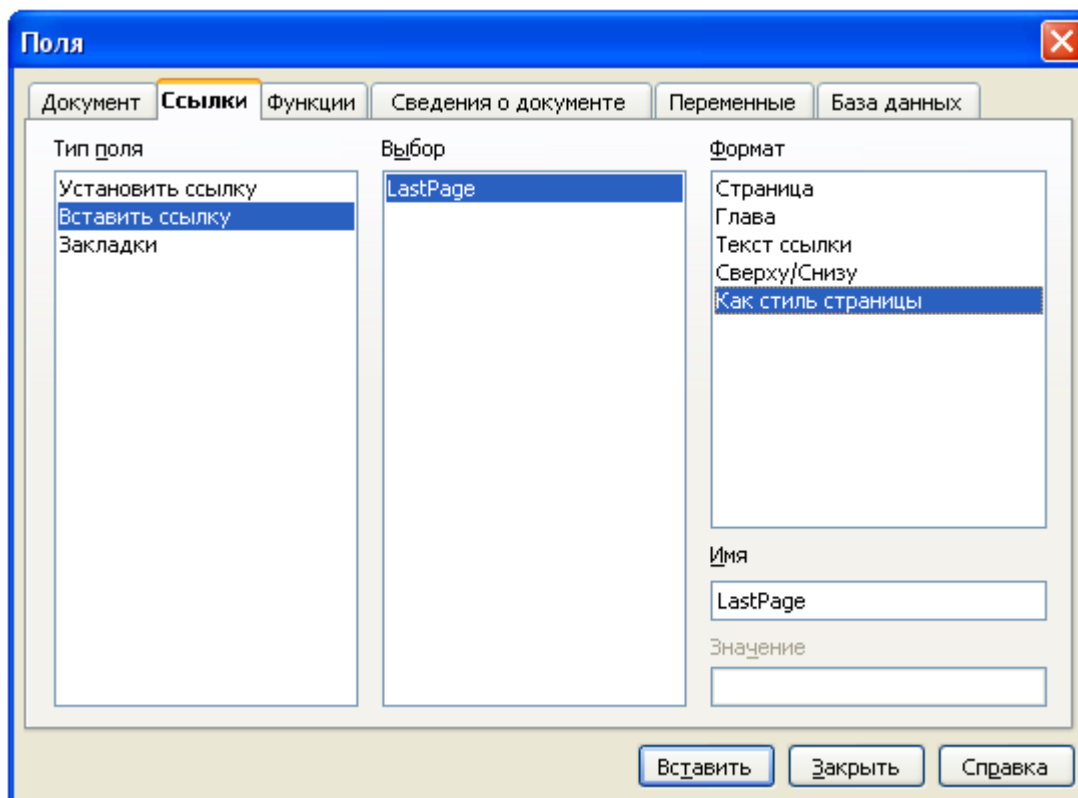 Поля
Документ Ссылки Функции Сведения о документе Переменные База данных
Тип поля
Установить ссылку
Вставить ссылку
Закладки
Выбор
LastPage
Формат
Страница
Глава
Текст ссылки
Сверху/Снизу
Как стиль страницы
Имя
LastPage
Значение
Вставить Закрыть Справка